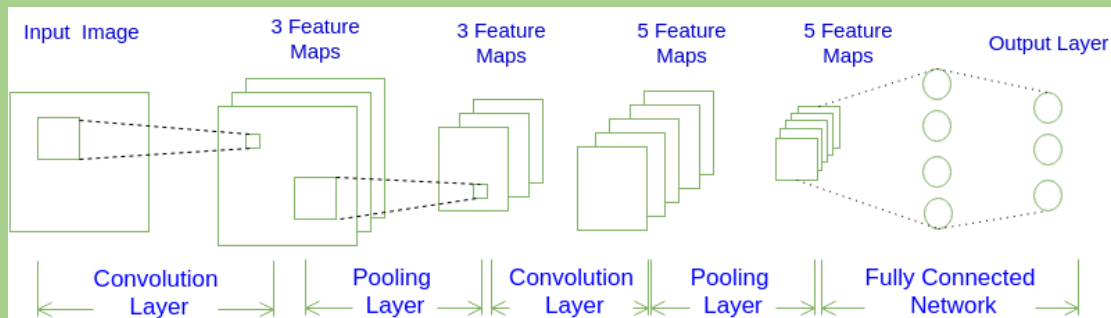 Input Image
3 Feature
Maps
3 Feature
Maps
5 Feature
Maps
5 Feature
Maps
Output Layer
Convolution
Layer
Pooling
Layer
Convolution
Layer
Pooling
Layer
Fully Connected
Network